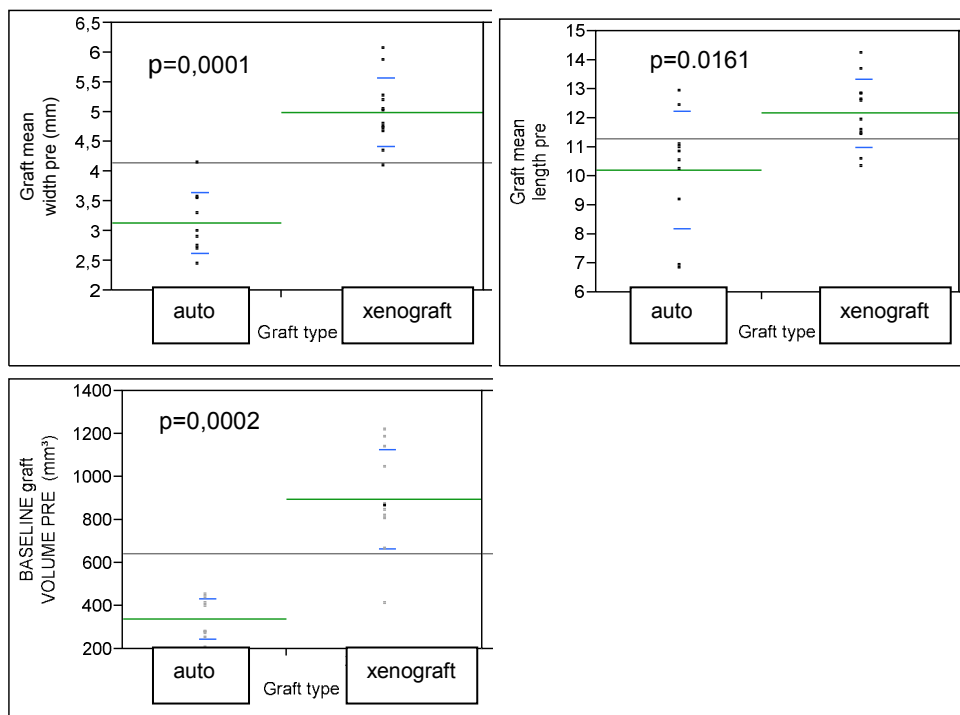 6,5
6
5,5
5
4,5
4
3,5
3
2,5
2
Graft mean
width pre (mm)
p=0,0001
auto
xenograft
Graft type
15
14
13
12
11
10
9
8
7
6
Graft mean
length pre
p=0.0161
auto
xenograft
Graft type
1400
1200
1000
800
600
400
200
BASELINE graft
VOLUME PRE (mm³)
p=0,0002
auto
xenograft
Graft type